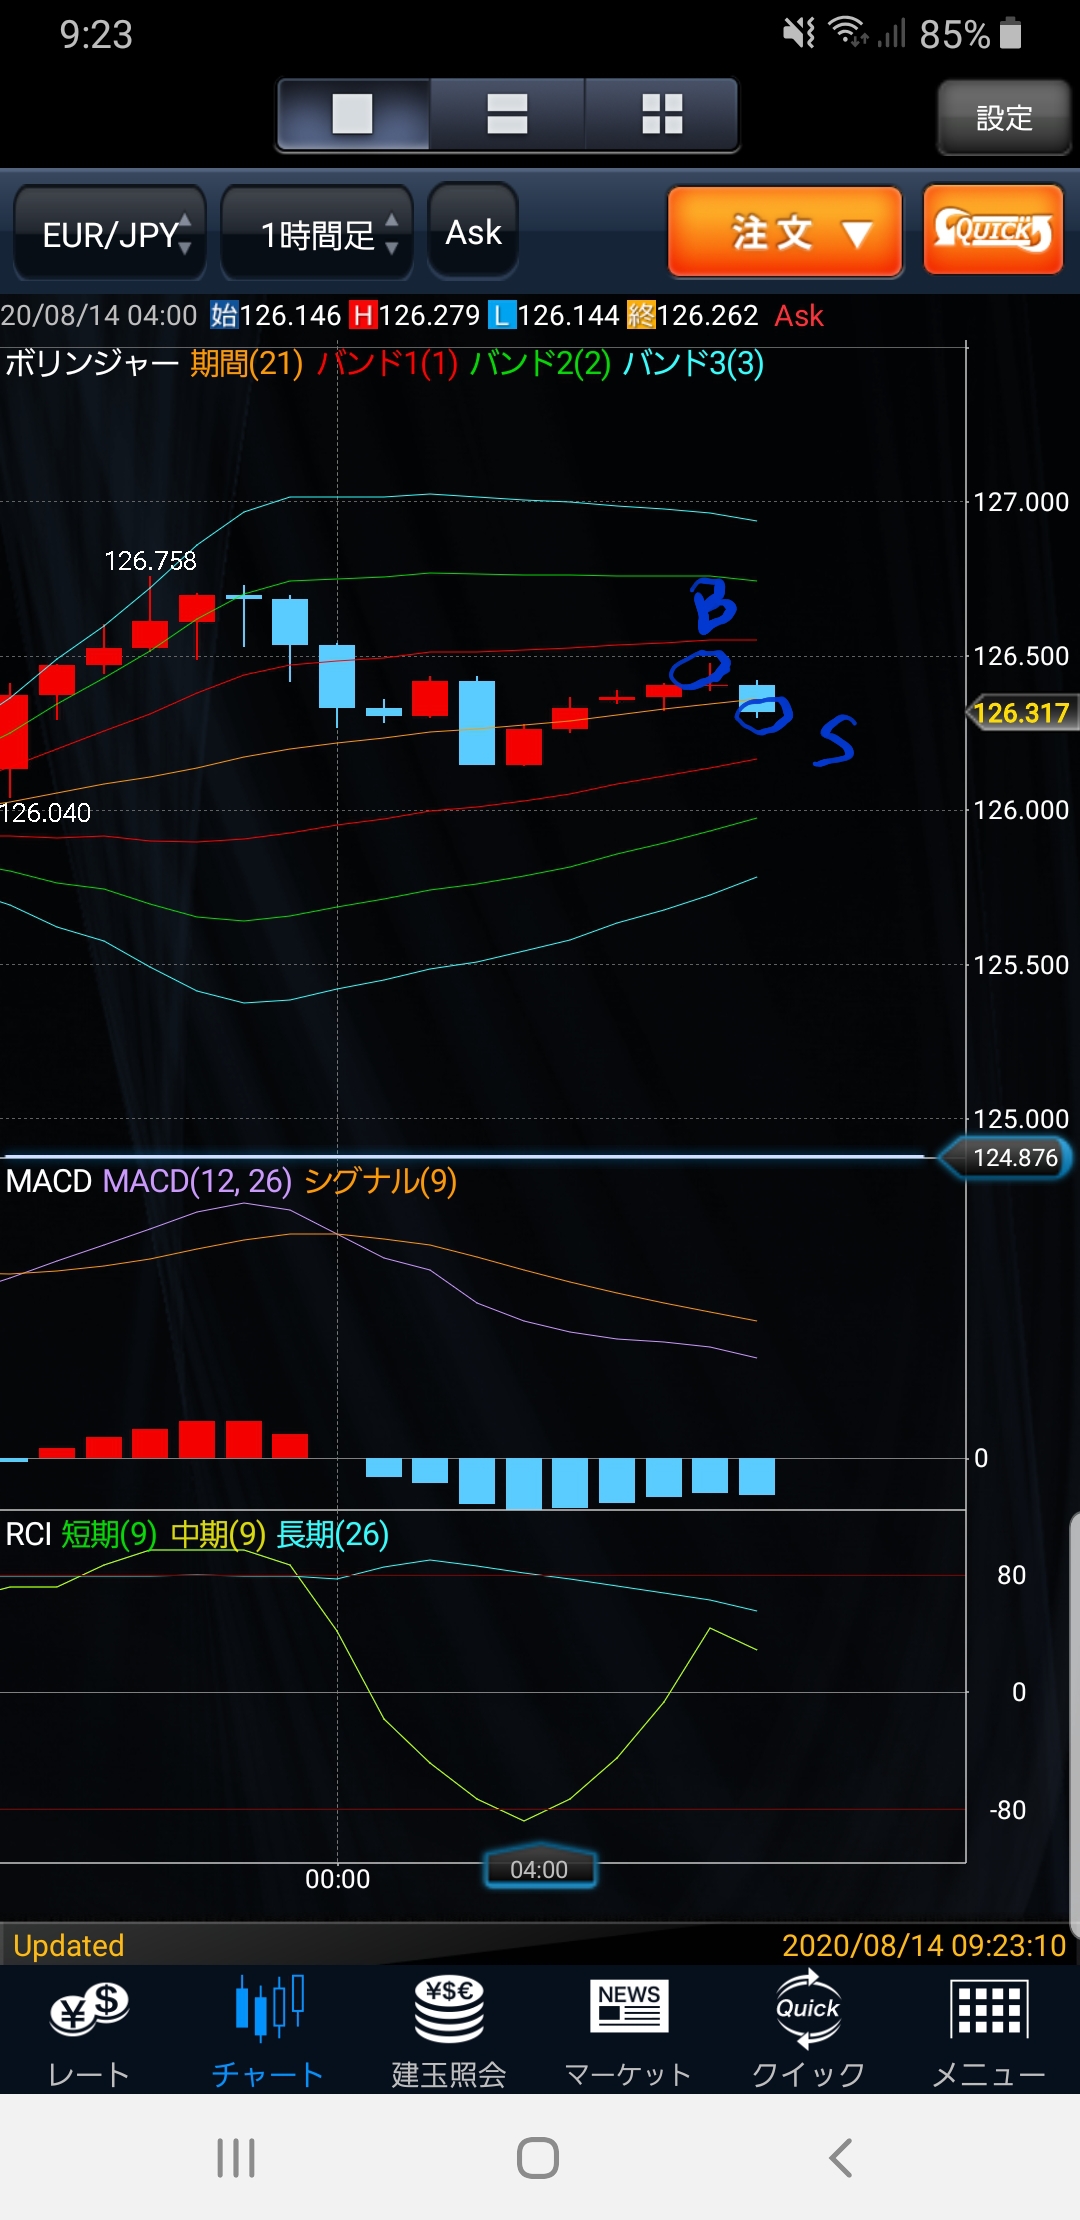 9:23 85%
設定
EUR/JPY 1時間足 Ask 注文 ▼ QUICK
20/08/14 04:00 始126.146 H126.279 L126.144 終126.262 Ask
ボリンジャー 期間(21) バンド1(1) バンド2(2) バンド3(3)
127.000
126.758
B
126.500
126.317
S
126.040
126.000
125.500
125.000
124.876
MACD MACD(12, 26) シグナル(9)
0
RCI 短期(9) 中期(9) 長期(26)
80
0
-80
00:00 04:00
Updated 2020/08/14 09:23:10
¥$ ¥$€ NEWS Quick
レート チャート 建玉照会 マーケット クイック メニュー